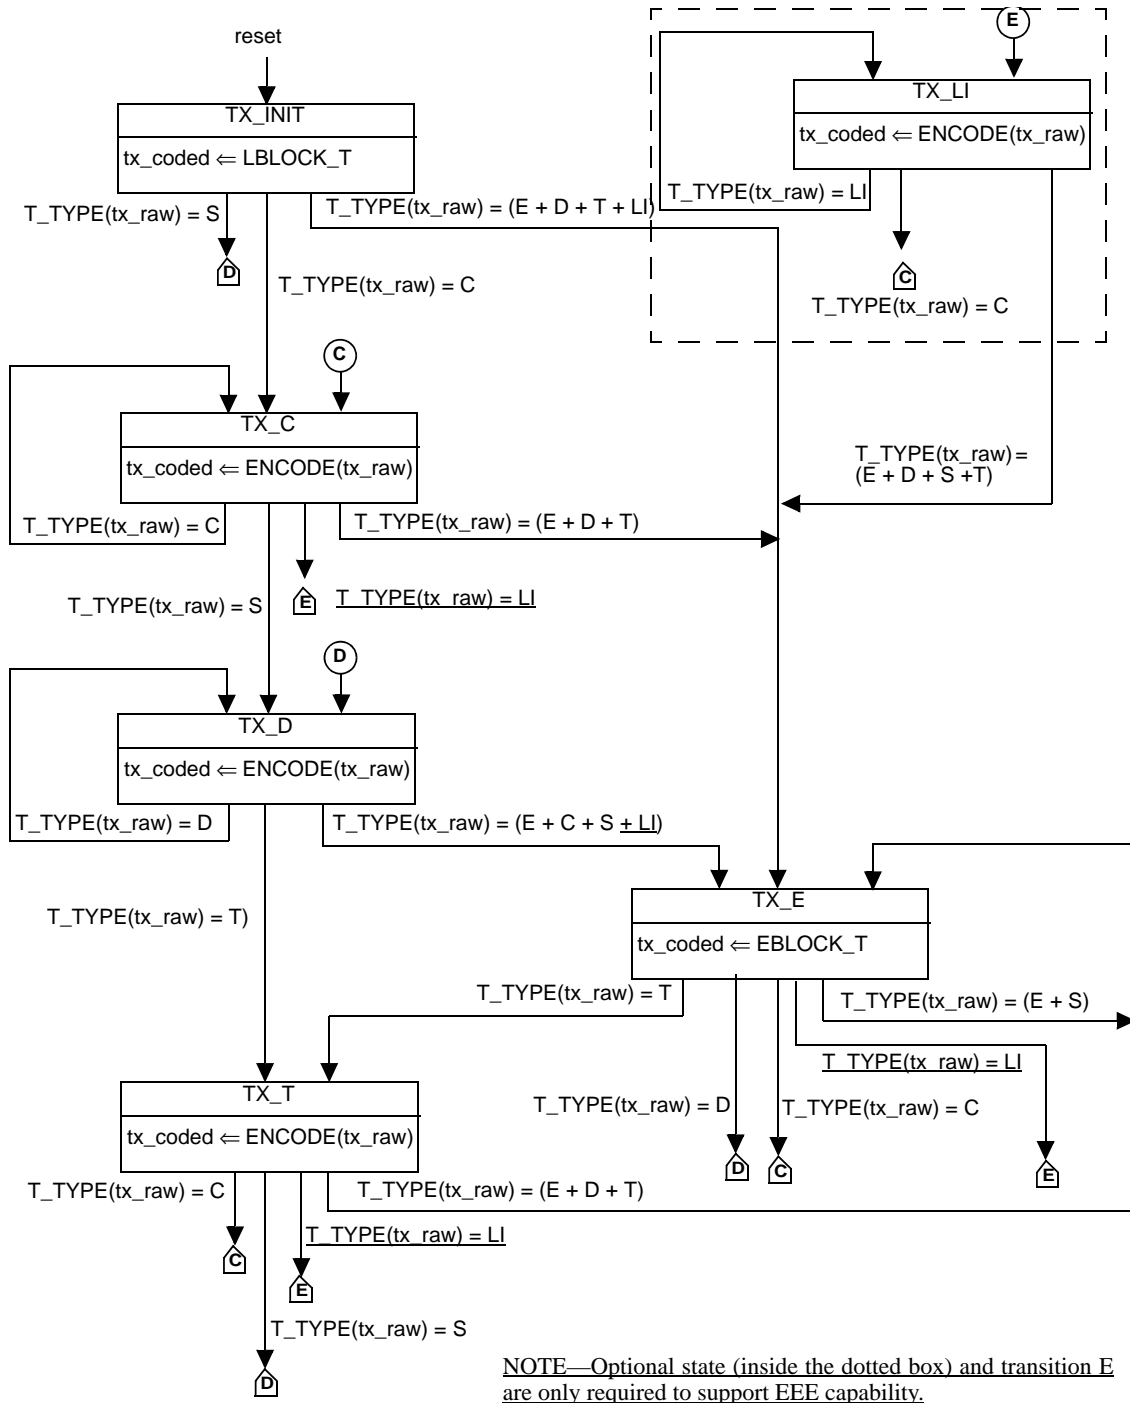 reset
E
TX_LI
tx_coded ⇐ ENCODE(tx_raw)
T_TYPE(tx_raw) = LI
C
T_TYPE(tx_raw) = C
TX_INIT
tx_coded ⇐ LBLOCK_T
T_TYPE(tx_raw) = S
T_TYPE(tx_raw) = (E + D + T + LI)
D
T_TYPE(tx_raw) = C
C
TX_C
tx_coded ⇐ ENCODE(tx_raw)
T_TYPE(tx_raw) =
(E + D + S +T)
T_TYPE(tx_raw) = C
T_TYPE(tx_raw) = (E + D + T)
T_TYPE(tx_raw) = S
E
T_TYPE(tx_raw) = LI
D
TX_D
tx_coded ⇐ ENCODE(tx_raw)
T_TYPE(tx_raw) = D
T_TYPE(tx_raw) = (E + C + S + LI)
T_TYPE(tx_raw) = T)
TX_E
tx_coded ⇐ EBLOCK_T
T_TYPE(tx_raw) = T
T_TYPE(tx_raw) = (E + S)
T_TYPE(tx_raw) = LI
T_TYPE(tx_raw) = D
T_TYPE(tx_raw) = C
D
C
E
TX_T
tx_coded ⇐ ENCODE(tx_raw)
T_TYPE(tx_raw) = C
T_TYPE(tx_raw) = (E + D + T)
T_TYPE(tx_raw) = LI
C
E
T_TYPE(tx_raw) = S
D
NOTE—Optional state (inside the dotted box) and transition E
are only required to support EEE capability.